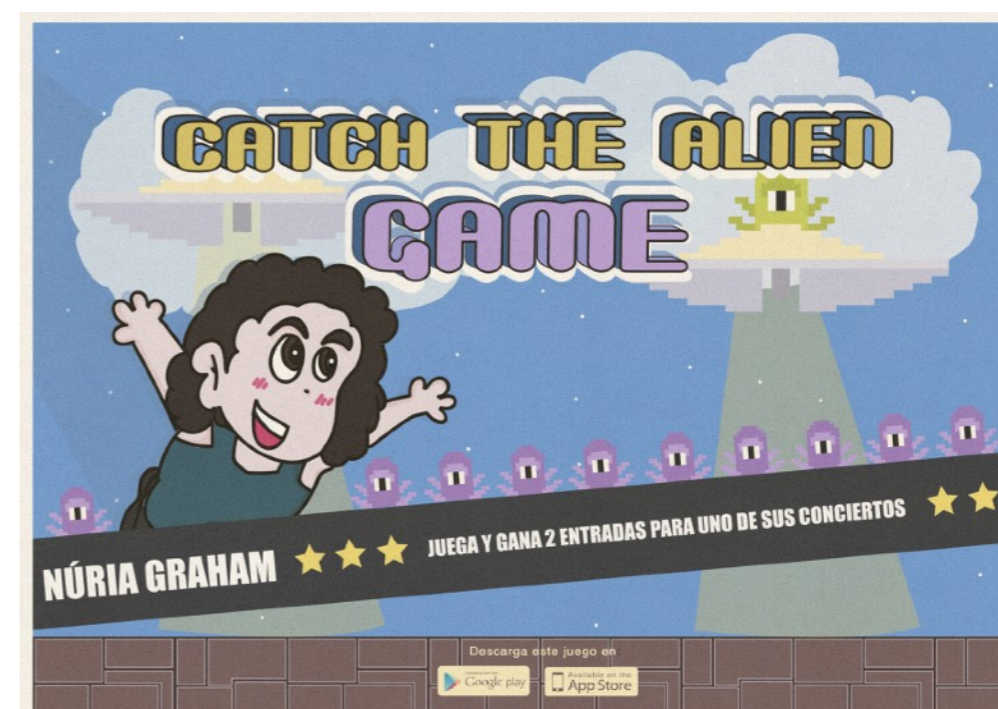 CATCH THE ALIEN
GAME
NÚRIA GRAHAM
JUEGA Y GANA 2 ENTRADAS PARA UNO DE SUS CONCIERTOS
Descarga este juego en
Google play
Available on the
App Store